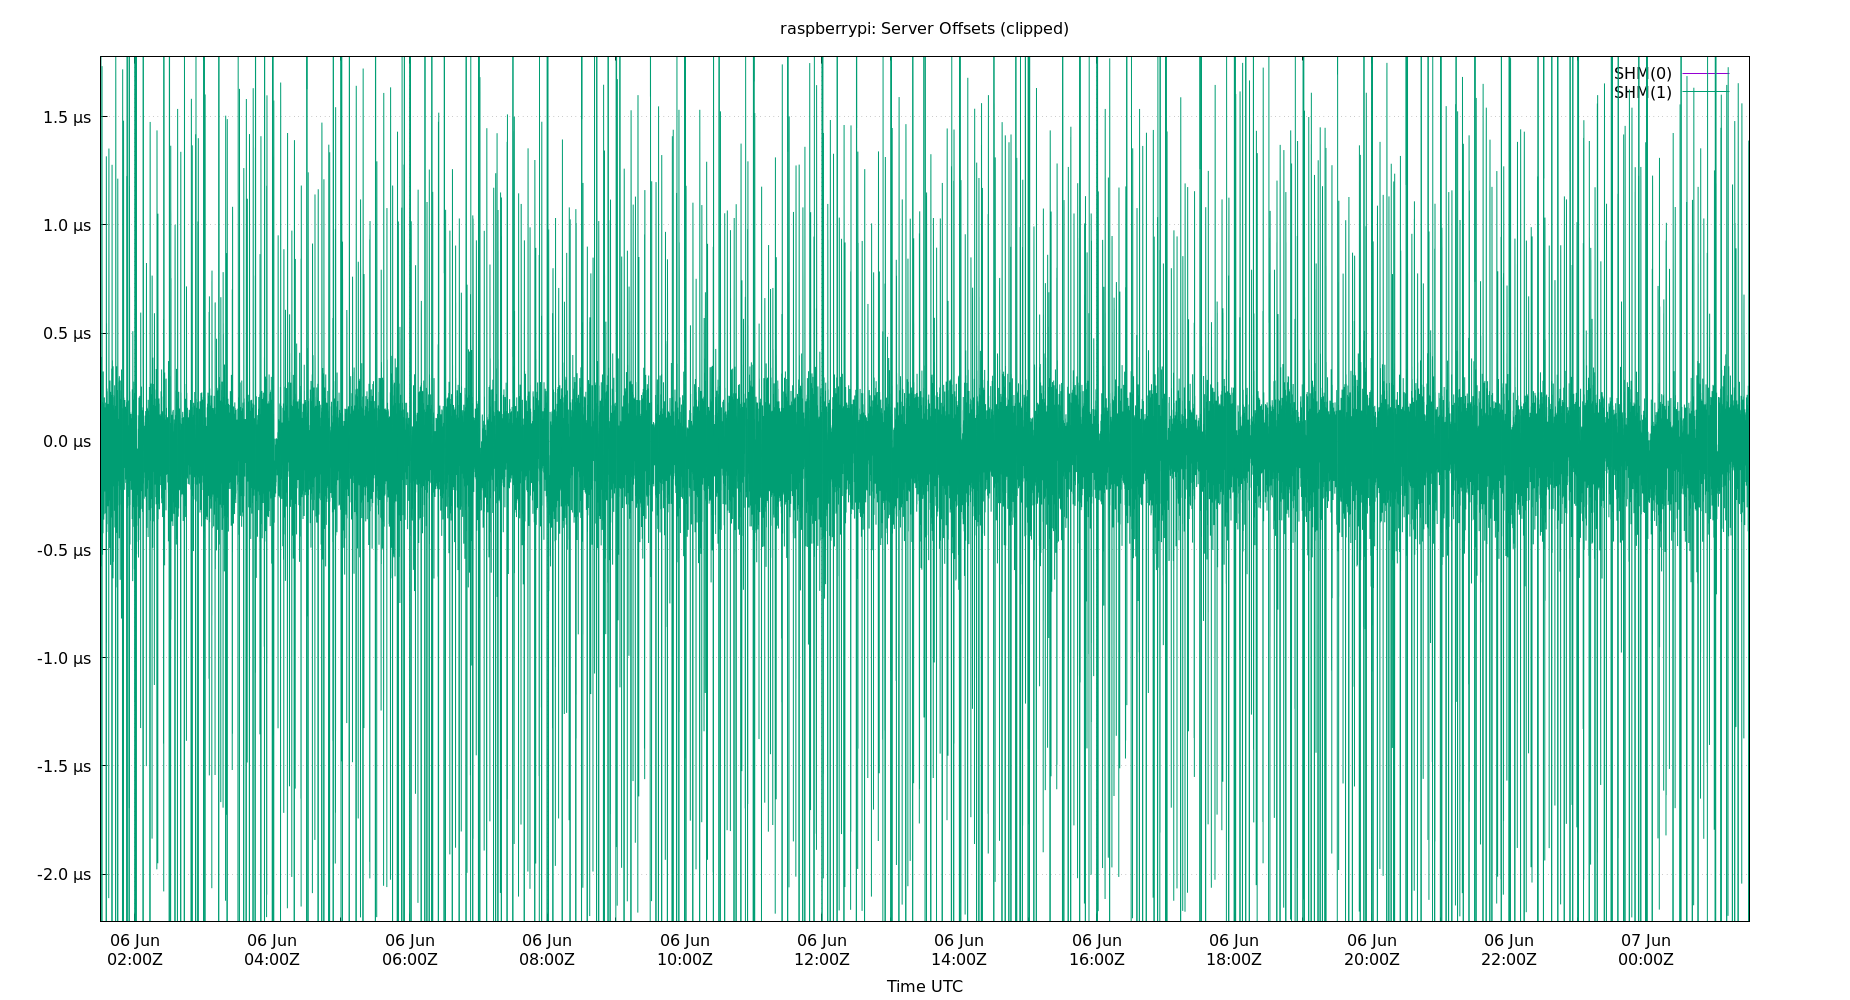 raspberrypi: Server Offsets (clipped)
SHM(0)
SHM(1)
1.5 µs
1.0 µs
0.5 µs
0.0 µs
-0.5 µs
-1.0 µs
-1.5 µs
-2.0 µs
06 Jun 06 Jun 06 Jun 06 Jun 06 Jun 06 Jun 06 Jun 06 Jun 06 Jun 06 Jun 06 Jun 07 Jun
02:00Z 04:00Z 06:00Z 08:00Z 10:00Z 12:00Z 14:00Z 16:00Z 18:00Z 20:00Z 22:00Z 00:00Z
Time UTC